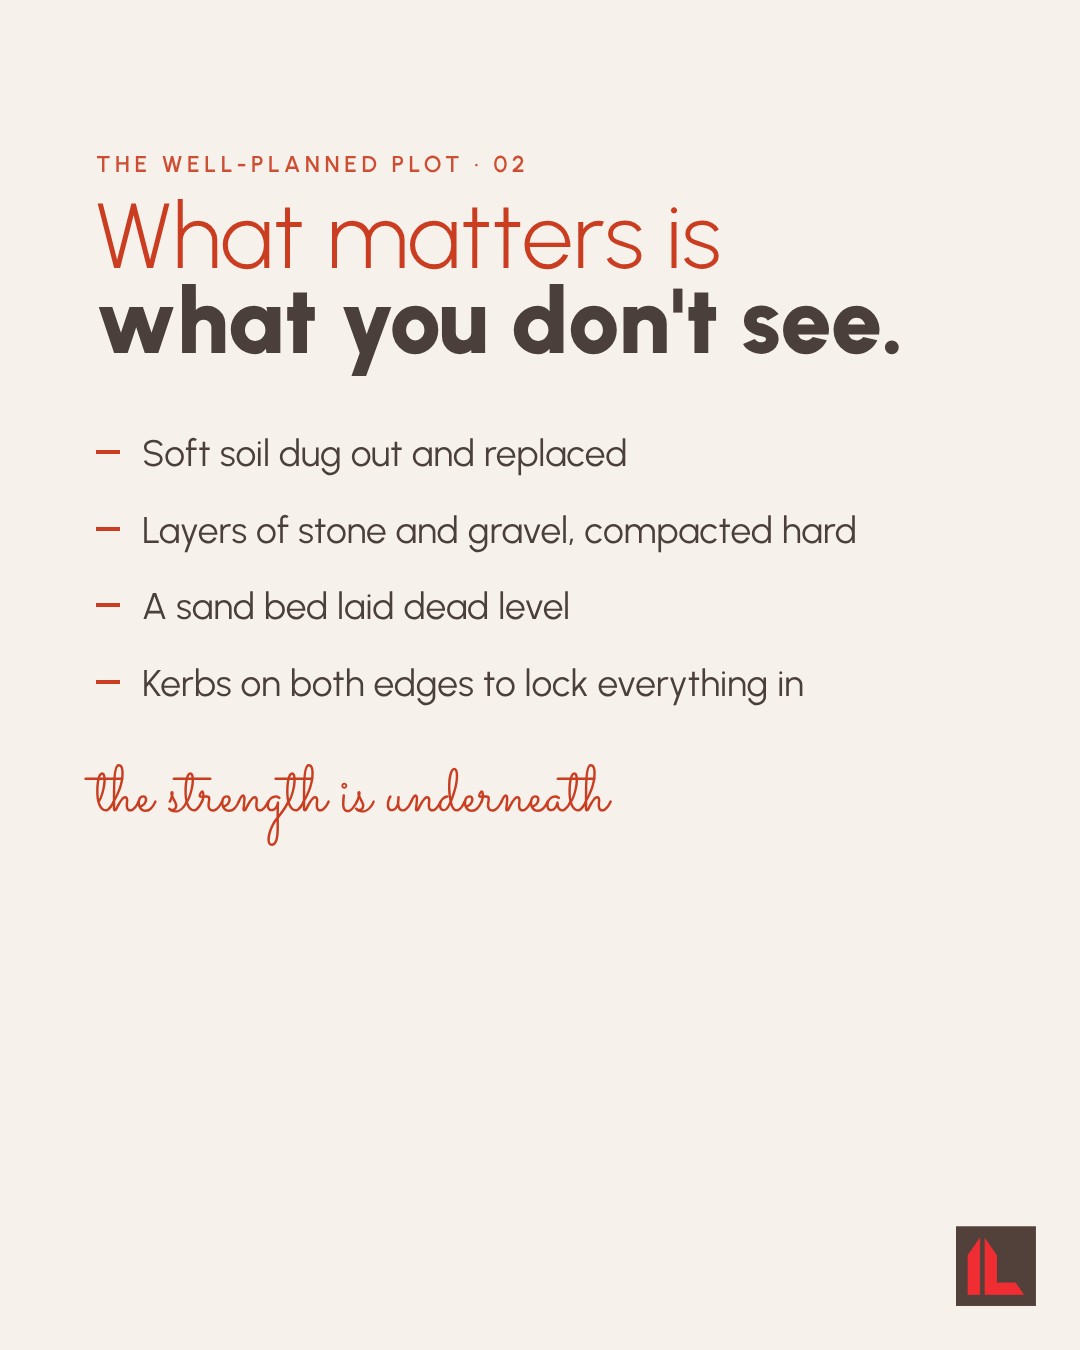 THE WELL-PLANNED PLOT · 02
What matters is
what you don't see.
Soft soil dug out and replaced
Layers of stone and gravel, compacted hard
A sand bed laid dead level
Kerbs on both edges to lock everything in
the strength is underneath
IL